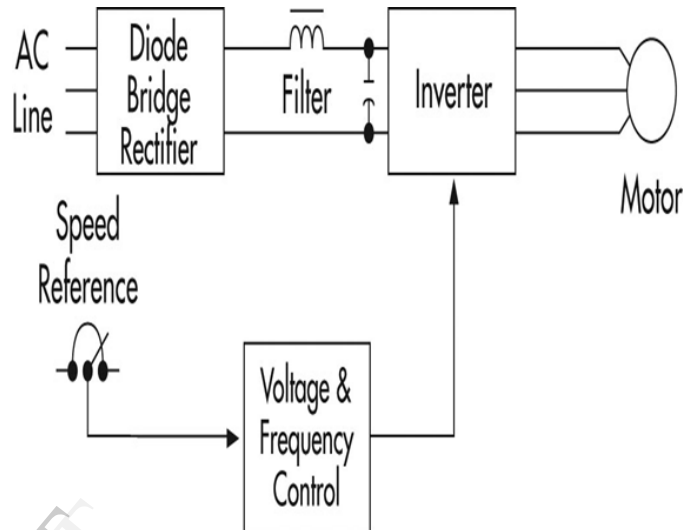 AC
Line
Diode
Bridge
Rectifier
Filter
Inverter
Motor
Speed
Reference
Voltage &
Frequency
Control